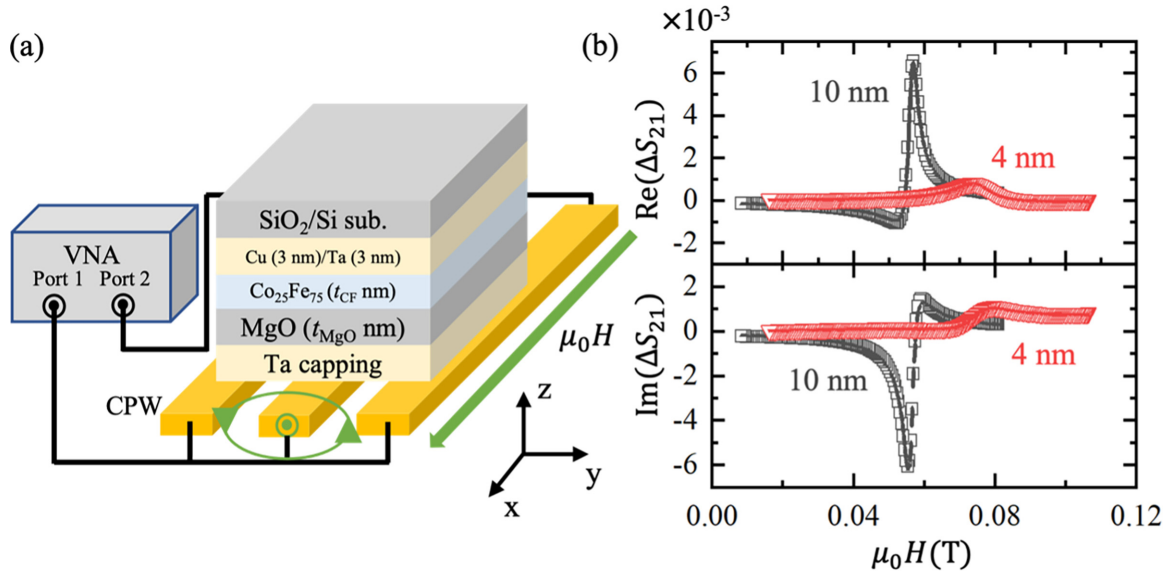 (a)
VNA
Port 1 Port 2
SiO₂/Si sub.
Cu (3 nm)/Ta (3 nm)
Co₂₅Fe₇₅ (t_CF nm)
MgO (t_MgO nm)
Ta capping
CPW
μ₀H
z
y
x
(b)
×10⁻³
Re(ΔS₂₁)
6
4
2
0
-2
10 nm
4 nm
Im(ΔS₂₁)
2
0
-2
-4
-6
10 nm
4 nm
0.00 0.04 0.08 0.12
μ₀H(T)